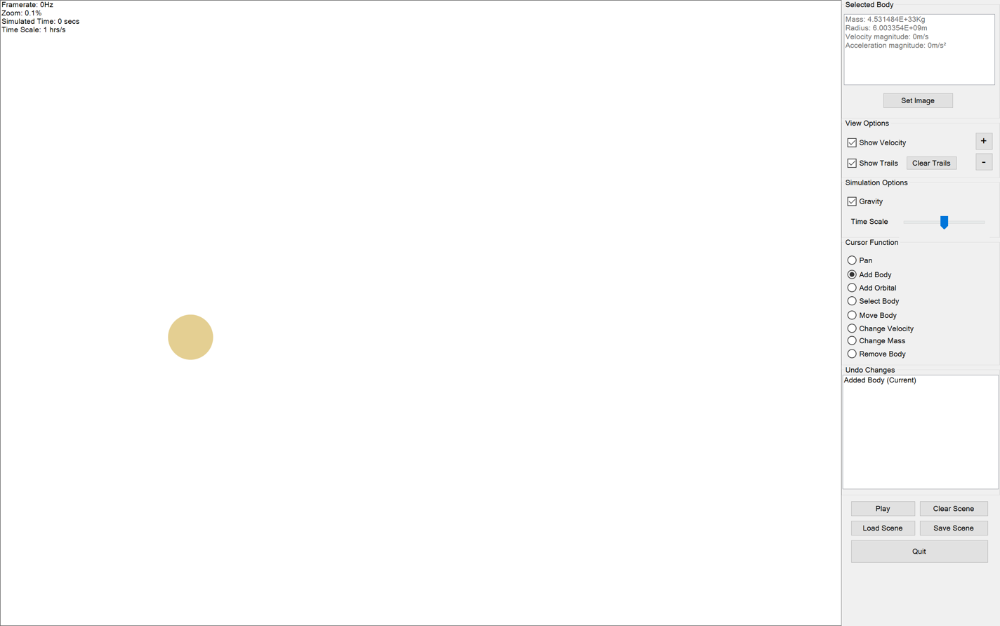 Framerate: 0Hz
Zoom: 0.1%
Simulated Time: 0 secs
Time Scale: 1 hrs/s
Selected Body
Mass: 4.531484E+33Kg
Radius: 6.003354E+09m
Velocity magnitude: 0m/s
Acceleration magnitude: 0m/s²
Set Image
View Options
Show Velocity +
Show Trails Clear Trails -
Simulation Options
Gravity
Time Scale
Cursor Function
Pan
Add Body
Add Orbital
Select Body
Move Body
Change Velocity
Change Mass
Remove Body
Undo Changes
Added Body (Current)
Play Clear Scene
Load Scene Save Scene
Quit